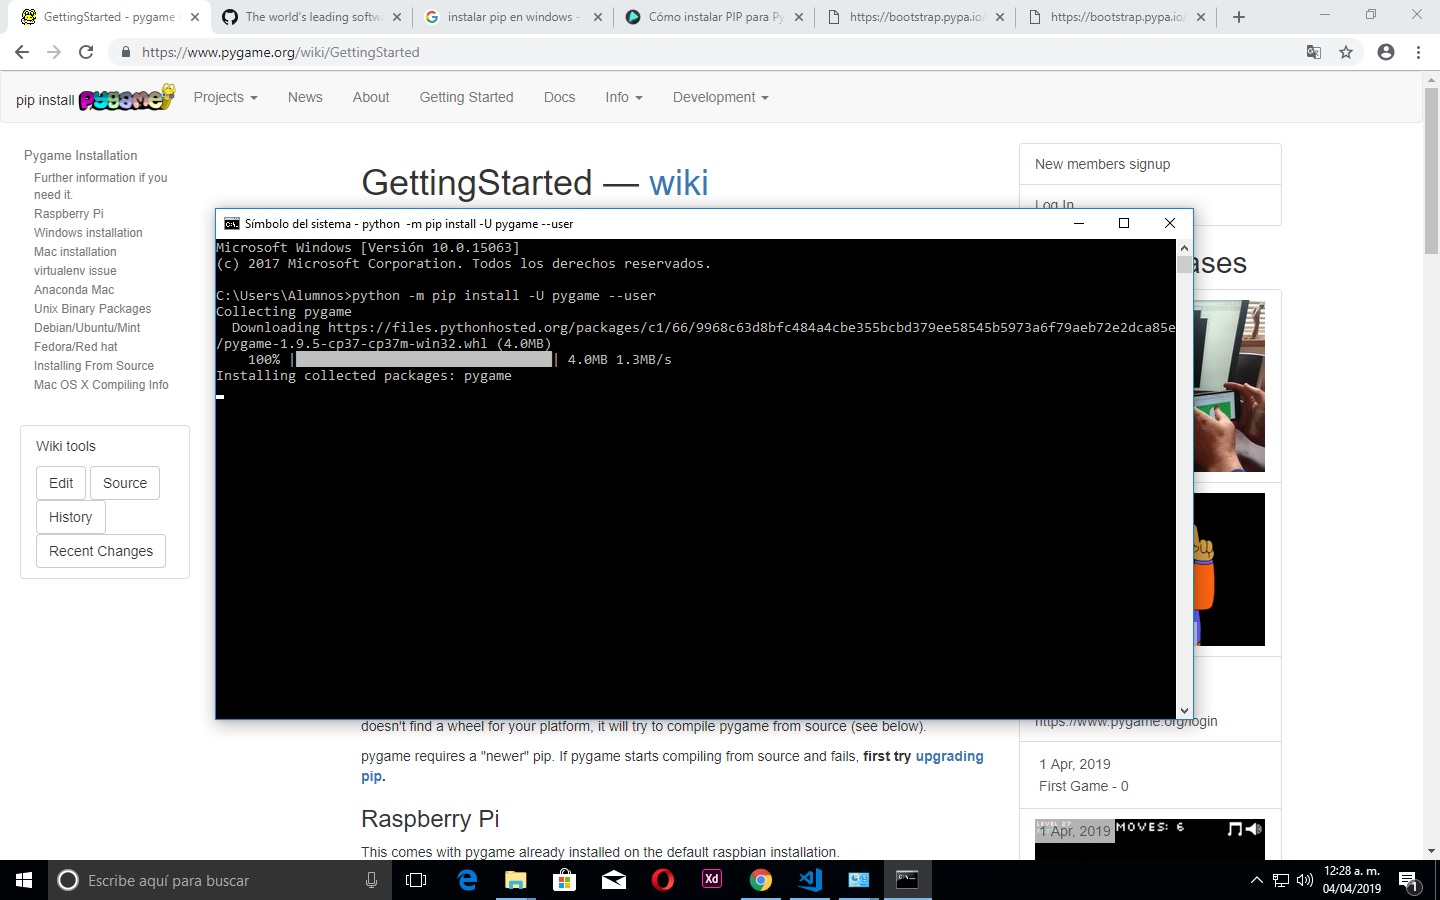 GettingStarted - pygame
The world's leading softw
instalar pip en windows -
Cómo instalar PIP para Py
https://bootstrap.pypa.io/
https://bootstrap.pypa.io/
https://www.pygame.org/wiki/GettingStarted
pip install pygame
Projects
News
About
Getting Started
Docs
Info
Development
Pygame Installation
Further information if you
need it.
Raspberry Pi
Windows installation
Mac installation
virtualenv issue
Anaconda Mac
Unix Binary Packages
Debian/Ubuntu/Mint
Fedora/Red hat
Installing From Source
Mac OS X Compiling Info
Wiki tools
Edit
Source
History
Recent Changes
GettingStarted — wiki
New members signup
Log In
ases
Símbolo del sistema - python  -m pip install -U pygame --user
Microsoft Windows [Versión 10.0.15063]
(c) 2017 Microsoft Corporation. Todos los derechos reservados.
C:\Users\Alumnos>python -m pip install -U pygame --user
Collecting pygame
Downloading https://files.pythonhosted.org/packages/c1/66/9968c63d8bfc484a4cbe355bcbd379ee58545b5973a6f79aeb72e2dca85e
/pygame-1.9.5-cp37-cp37m-win32.whl (4.0MB)
100% | | 4.0MB 1.3MB/s
Installing collected packages: pygame
doesn't find a wheel for your platform, it will try to compile pygame from source (see below).
pygame requires a "newer" pip. If pygame starts compiling from source and fails, first try upgrading
pip.
Raspberry Pi
This comes with pygame already installed on the default raspbian installation.
https://www.pygame.org/login
1 Apr, 2019
First Game - 0
LEVEL 27
1 Apr, 2019
MOVES: 6
Escribe aquí para buscar
Xd
12:28 a. m.
04/04/2019
1